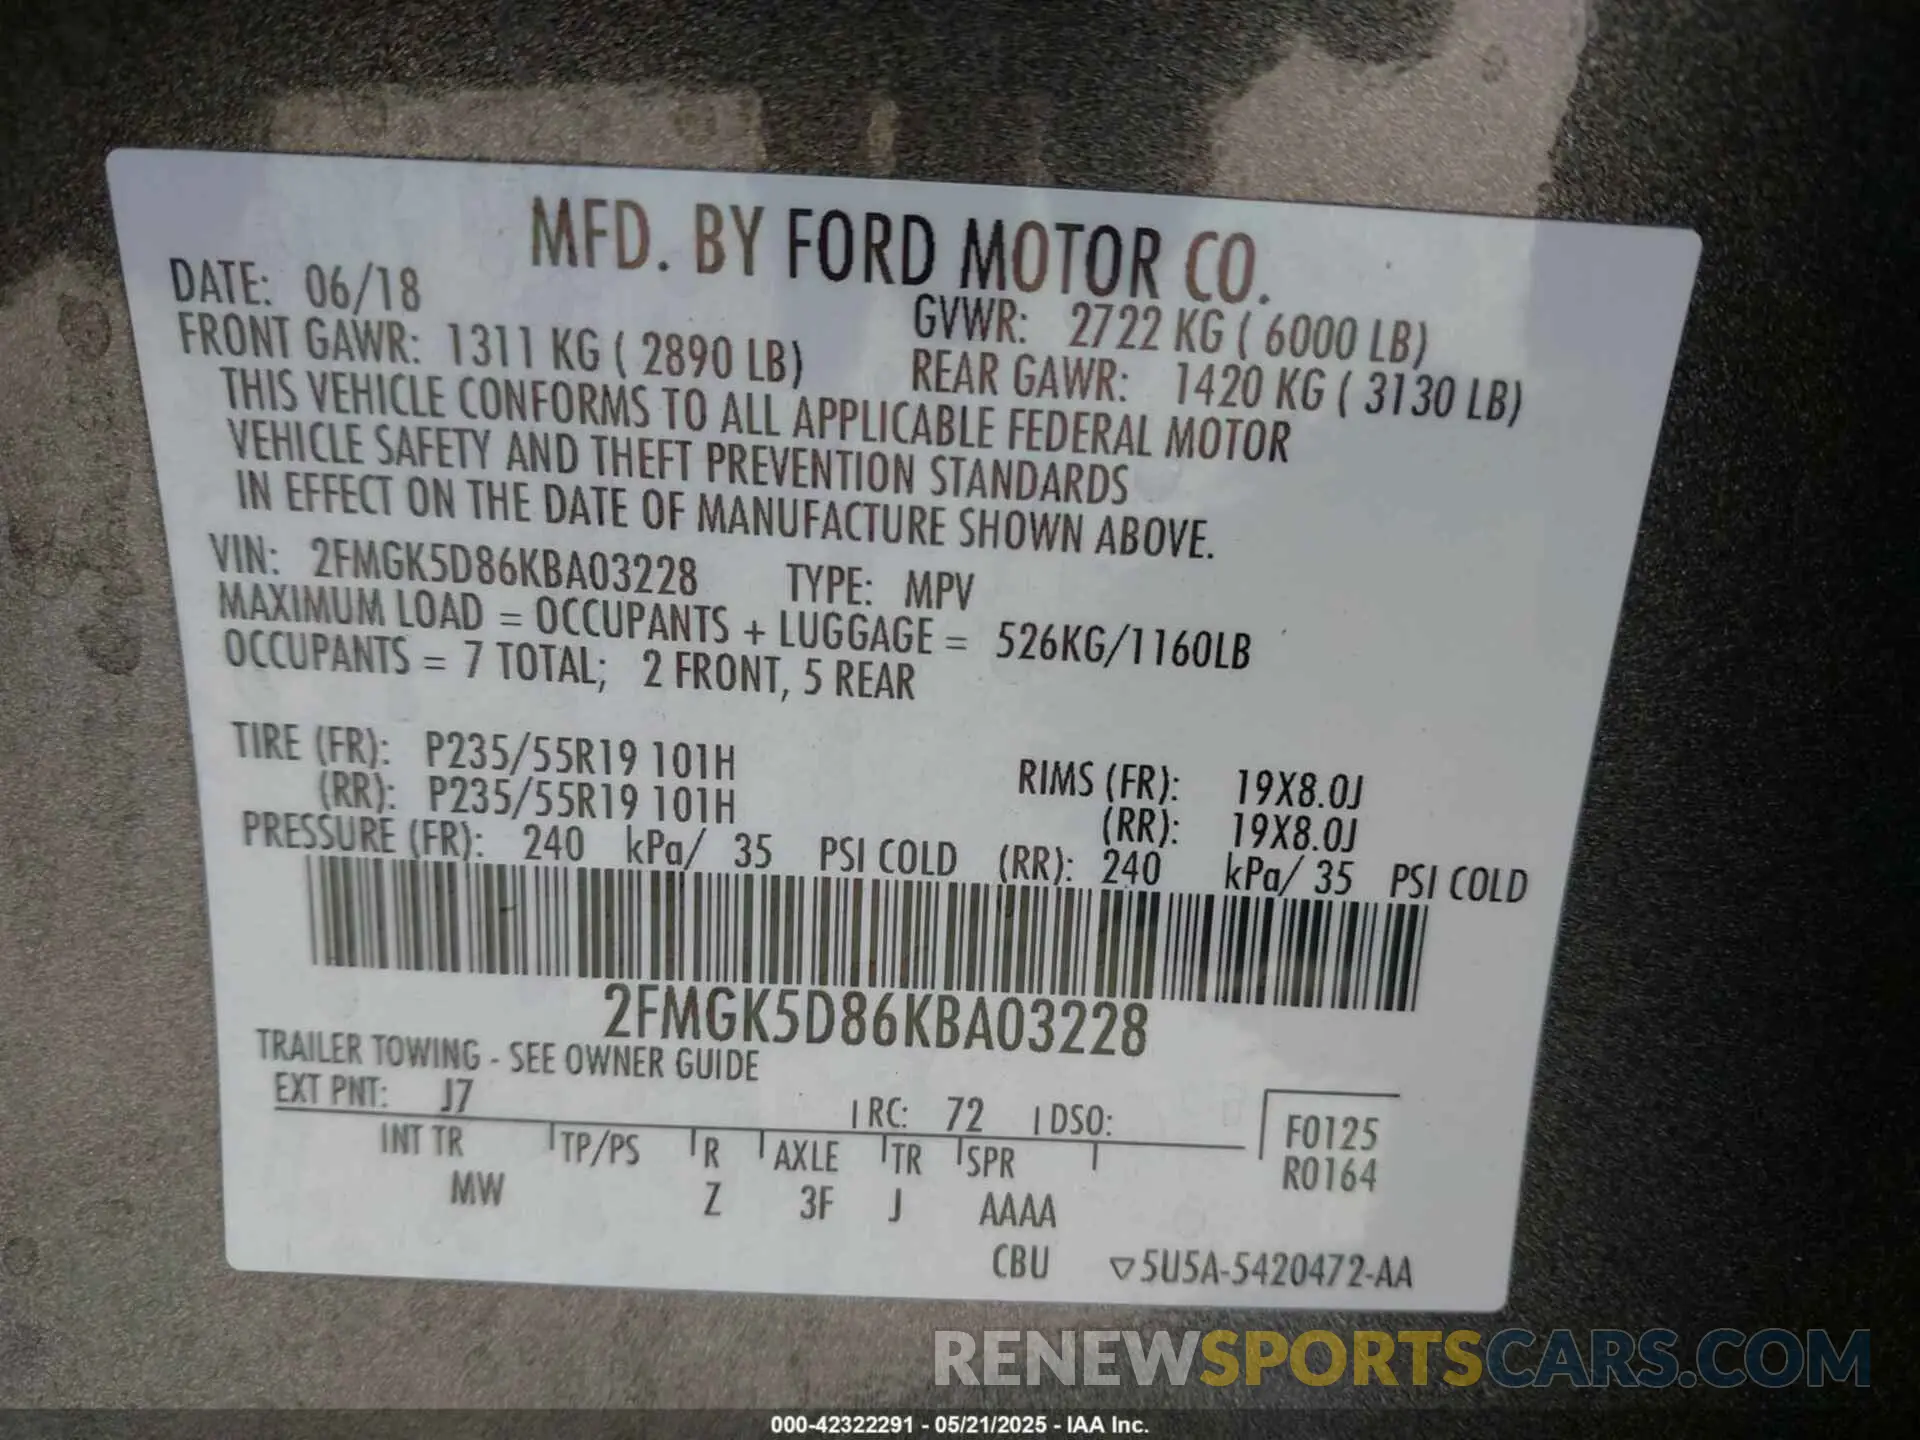 MFD. BY FORD MOTOR CO.
DATE: 06/18 GVWR: 2722 KG ( 6000 LB)
FRONT GAWR: 1311 KG ( 2890 LB) REAR GAWR: 1420 KG ( 3130 LB)
THIS VEHICLE CONFORMS TO ALL APPLICABLE FEDERAL MOTOR
VEHICLE SAFETY AND THEFT PREVENTION STANDARDS
IN EFFECT ON THE DATE OF MANUFACTURE SHOWN ABOVE.
VIN: 2FMGK5D86KBA03228 TYPE: MPV
MAXIMUM LOAD = OCCUPANTS + LUGGAGE = 526KG/1160LB
OCCUPANTS = 7 TOTAL; 2 FRONT, 5 REAR
TIRE (FR): P235/55R19 101H RIMS (FR): 19X8.0J
(RR): P235/55R19 101H (RR): 19X8.0J
PRESSURE (FR): 240 kPa/ 35 PSI COLD (RR): 240 kPa/ 35 PSI COLD
2FMGK5D86KBA03228
TRAILER TOWING - SEE OWNER GUIDE
EXT PNT: J7 RC: 72 DSO: F0125
INT TR TP/PS R AXLE TR SPR R0164
MW Z 3F J AAAA
CBU ▽5U5A-5420472-AA
RENEWSPORTSCARS.COM
000-42322291 - 05/21/2025 - IAA Inc.